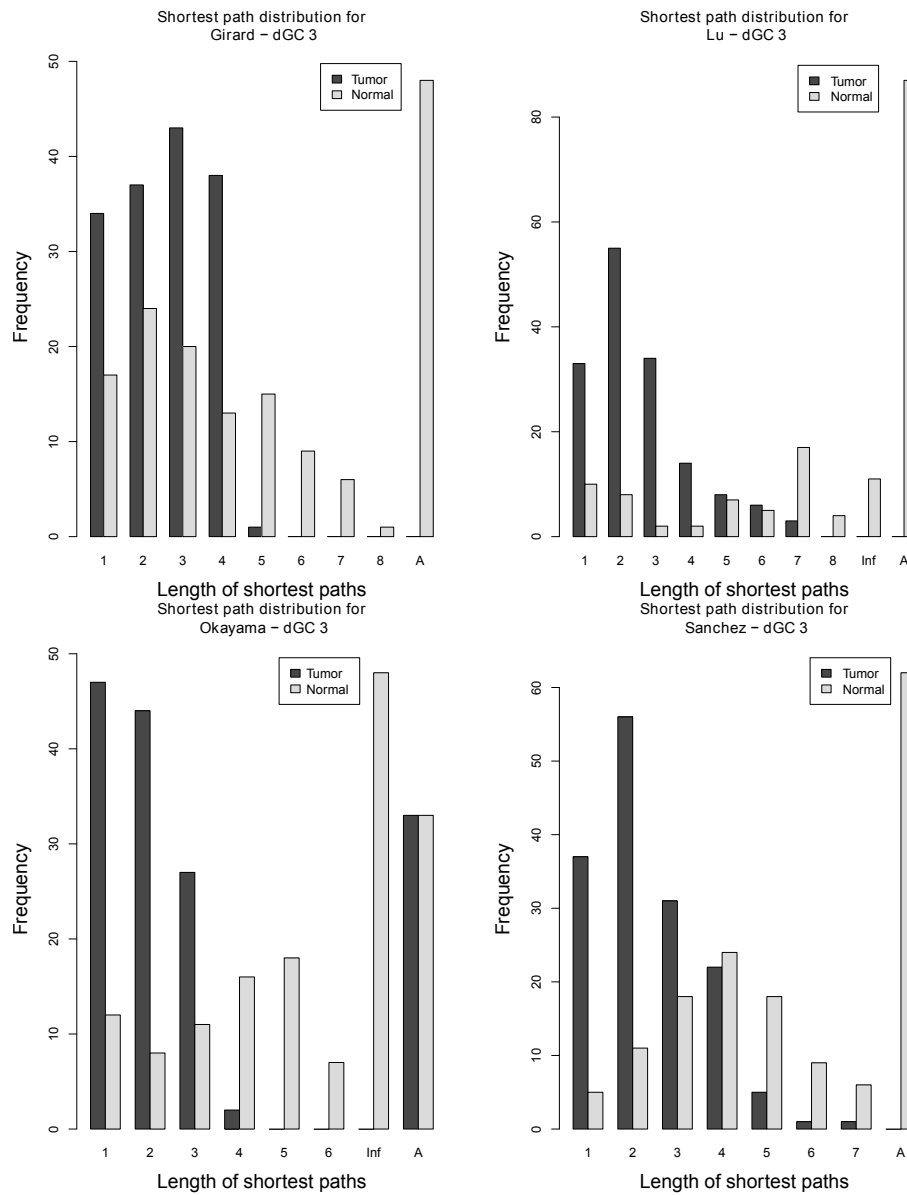 Shortest path distribution for
Girard − dGC 3
Tumor
Normal
Frequency
0 10 20 30 40 50
1 2 3 4 5 6 7 8 A
Length of shortest paths
Shortest path distribution for
Lu − dGC 3
Tumor
Normal
Frequency
0 20 40 60 80
1 2 3 4 5 6 7 8 Inf A
Length of shortest paths
Shortest path distribution for
Okayama − dGC 3
Tumor
Normal
Frequency
0 10 20 30 40 50
1 2 3 4 5 6 Inf A
Length of shortest paths
Shortest path distribution for
Sanchez − dGC 3
Tumor
Normal
Frequency
0 10 20 30 40 50 60
1 2 3 4 5 6 7 A
Length of shortest paths